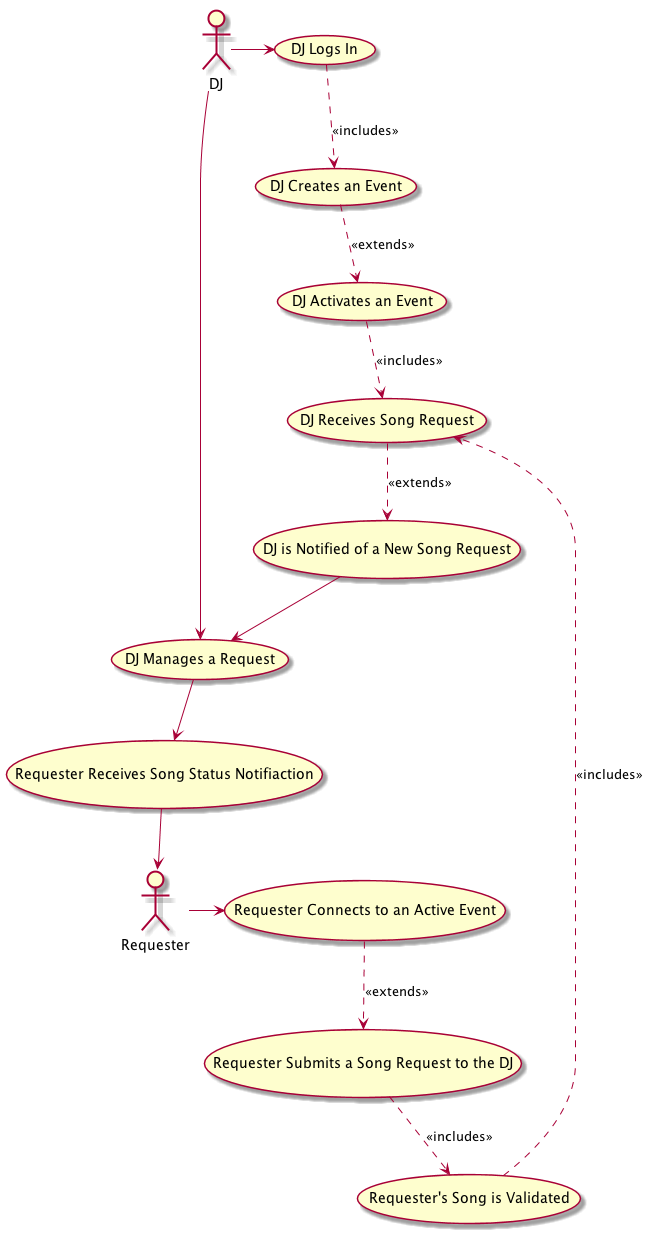 DJ
DJ Logs In
«includes»
DJ Creates an Event
«extends»
DJ Activates an Event
«includes»
DJ Receives Song Request
«extends»
DJ is Notified of a New Song Request
DJ Manages a Request
Requester Receives Song Status Notifiaction
«includes»
Requester
Requester Connects to an Active Event
«extends»
Requester Submits a Song Request to the DJ
«includes»
Requester's Song is Validated